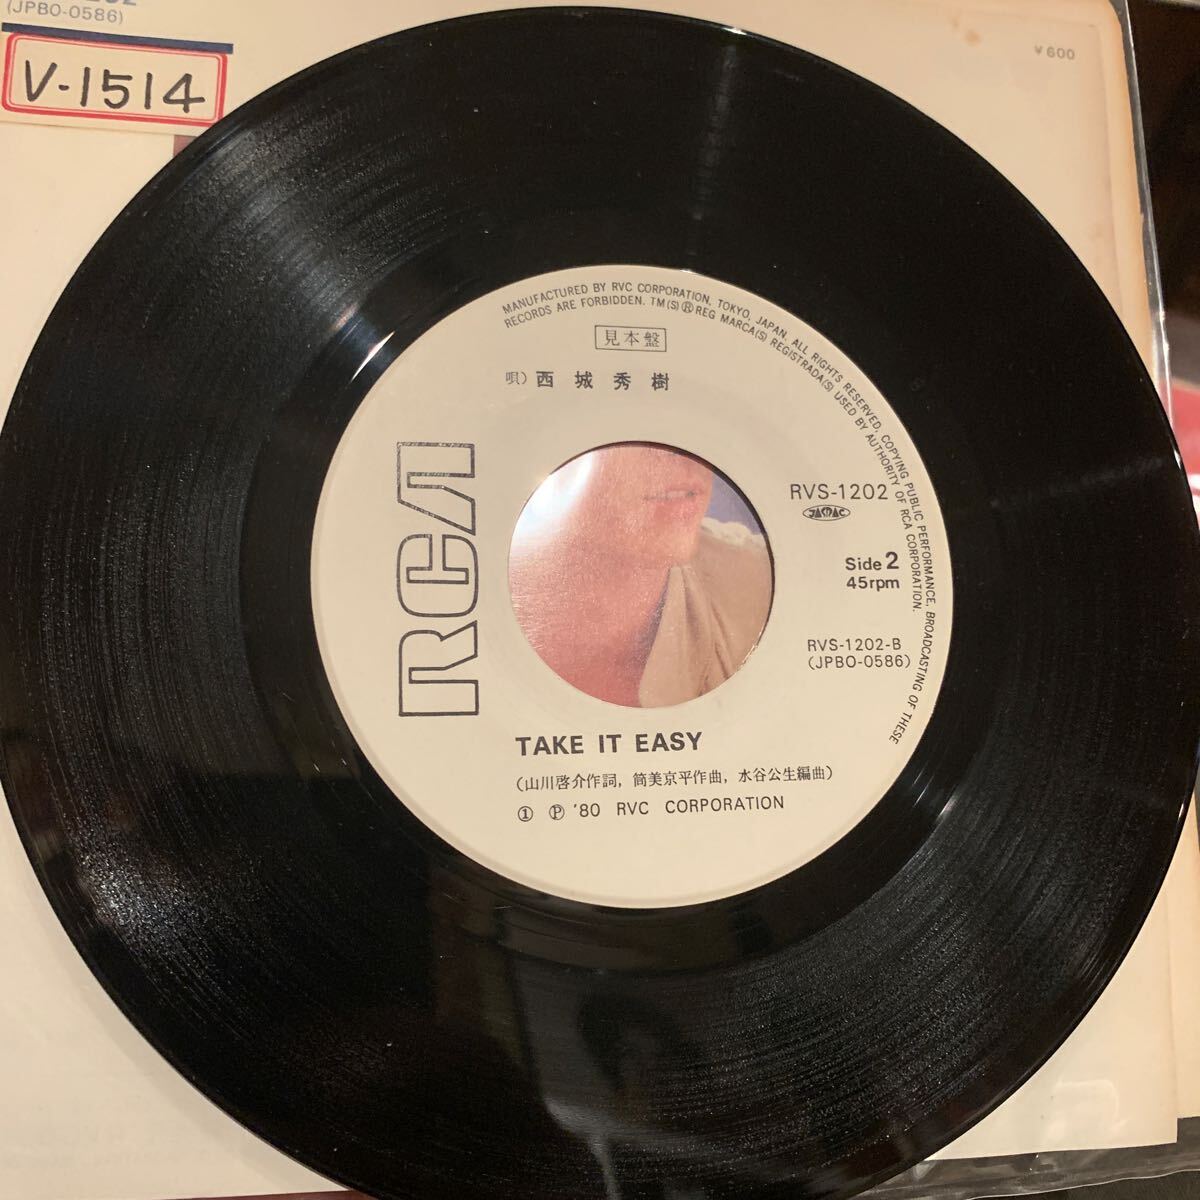 (JPBO-0586)
V-1514
¥600
MANUFACTURED BY RVC CORPORATION, TOKYO, JAPAN, ALL RIGHTS RESERVED, COPYING PUBLIC PERFORMANCE, BROADCASTING OF THESE
RECORDS ARE FORBIDDEN. TM(S)®REG MARCA(S) REGISTRADA(S) USED BY AUTHORITY OF RCA CORPORATION.
見本盤
唄) 西城秀樹
RCA
RVS-1202
JASRAC
Side 2
45rpm
RVS-1202-B
(JPBO-0586)
TAKE IT EASY
(山川啓介作詞, 筒美京平作曲, 水谷公生編曲)
① Ⓟ '80 RVC CORPORATION